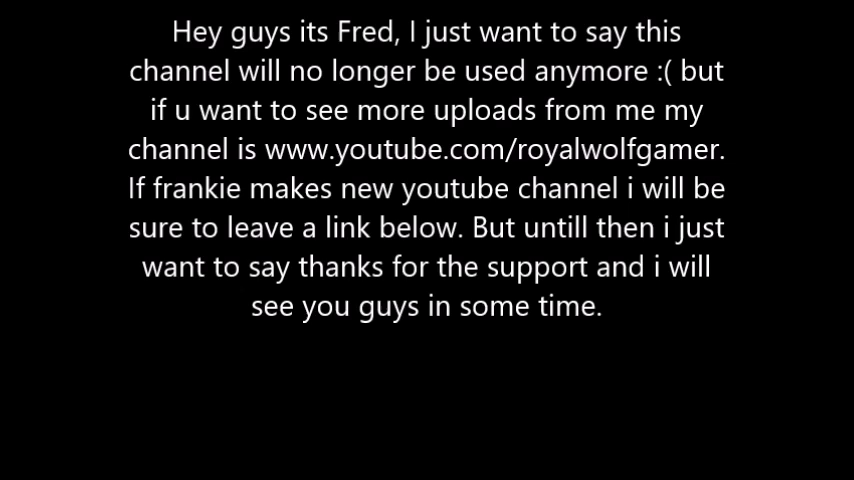 Hey guys its Fred, I just want to say this
channel will no longer be used anymore :( but
if u want to see more uploads from me my
channel is www.youtube.com/royalwolfgamer.
If frankie makes new youtube channel i will be
sure to leave a link below. But untill then i just
want to say thanks for the support and i will
see you guys in some time.